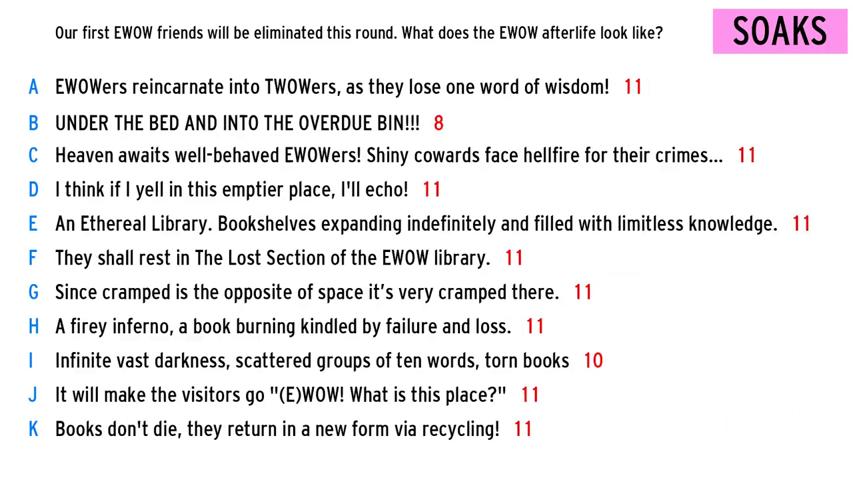 Our first EWOW friends will be eliminated this round. What does the EWOW afterlife look like?
SOAKS
A EWOWers reincarnate into TWOWers, as they lose one word of wisdom! 11
B UNDER THE BED AND INTO THE OVERDUE BIN!!! 8
C Heaven awaits well-behaved EWOWers! Shiny cowards face hellfire for their crimes... 11
D I think if I yell in this emptier place, I'll echo! 11
E An Ethereal Library. Bookshelves expanding indefinitely and filled with limitless knowledge. 11
F They shall rest in The Lost Section of the EWOW library. 11
G Since cramped is the opposite of space it’s very cramped there. 11
H A firey inferno, a book burning kindled by failure and loss. 11
I Infinite vast darkness, scattered groups of ten words, torn books 10
J It will make the visitors go "(E)WOW! What is this place?" 11
K Books don't die, they return in a new form via recycling! 11